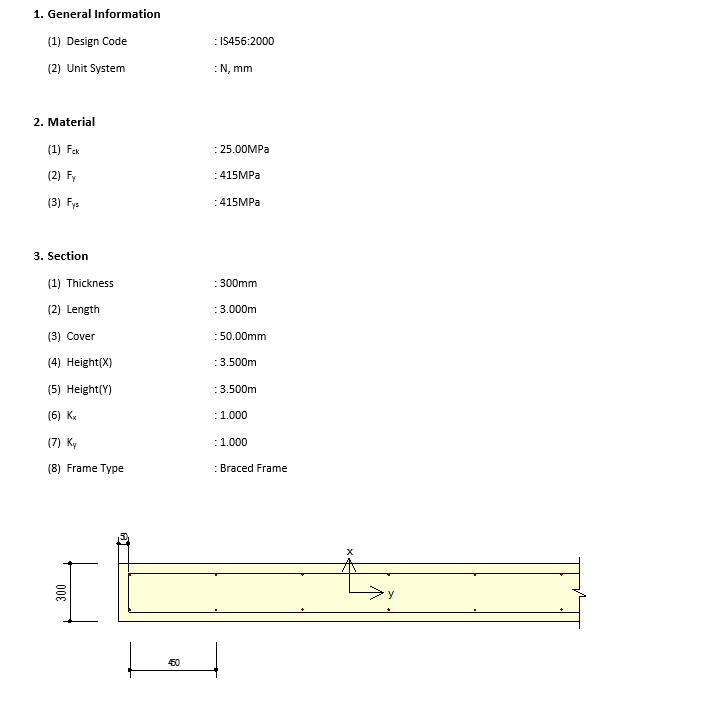 1. General Information
(1) Design Code : IS456:2000
(2) Unit System : N, mm
2. Material
(1) Fck : 25.00MPa
(2) Fy : 415MPa
(3) Fys : 415MPa
3. Section
(1) Thickness : 300mm
(2) Length : 3.000m
(3) Cover : 50.00mm
(4) Height(X) : 3.500m
(5) Height(Y) : 3.500m
(6) Kx : 1.000
(7) Ky : 1.000
(8) Frame Type : Braced Frame
50
x
y
300
450